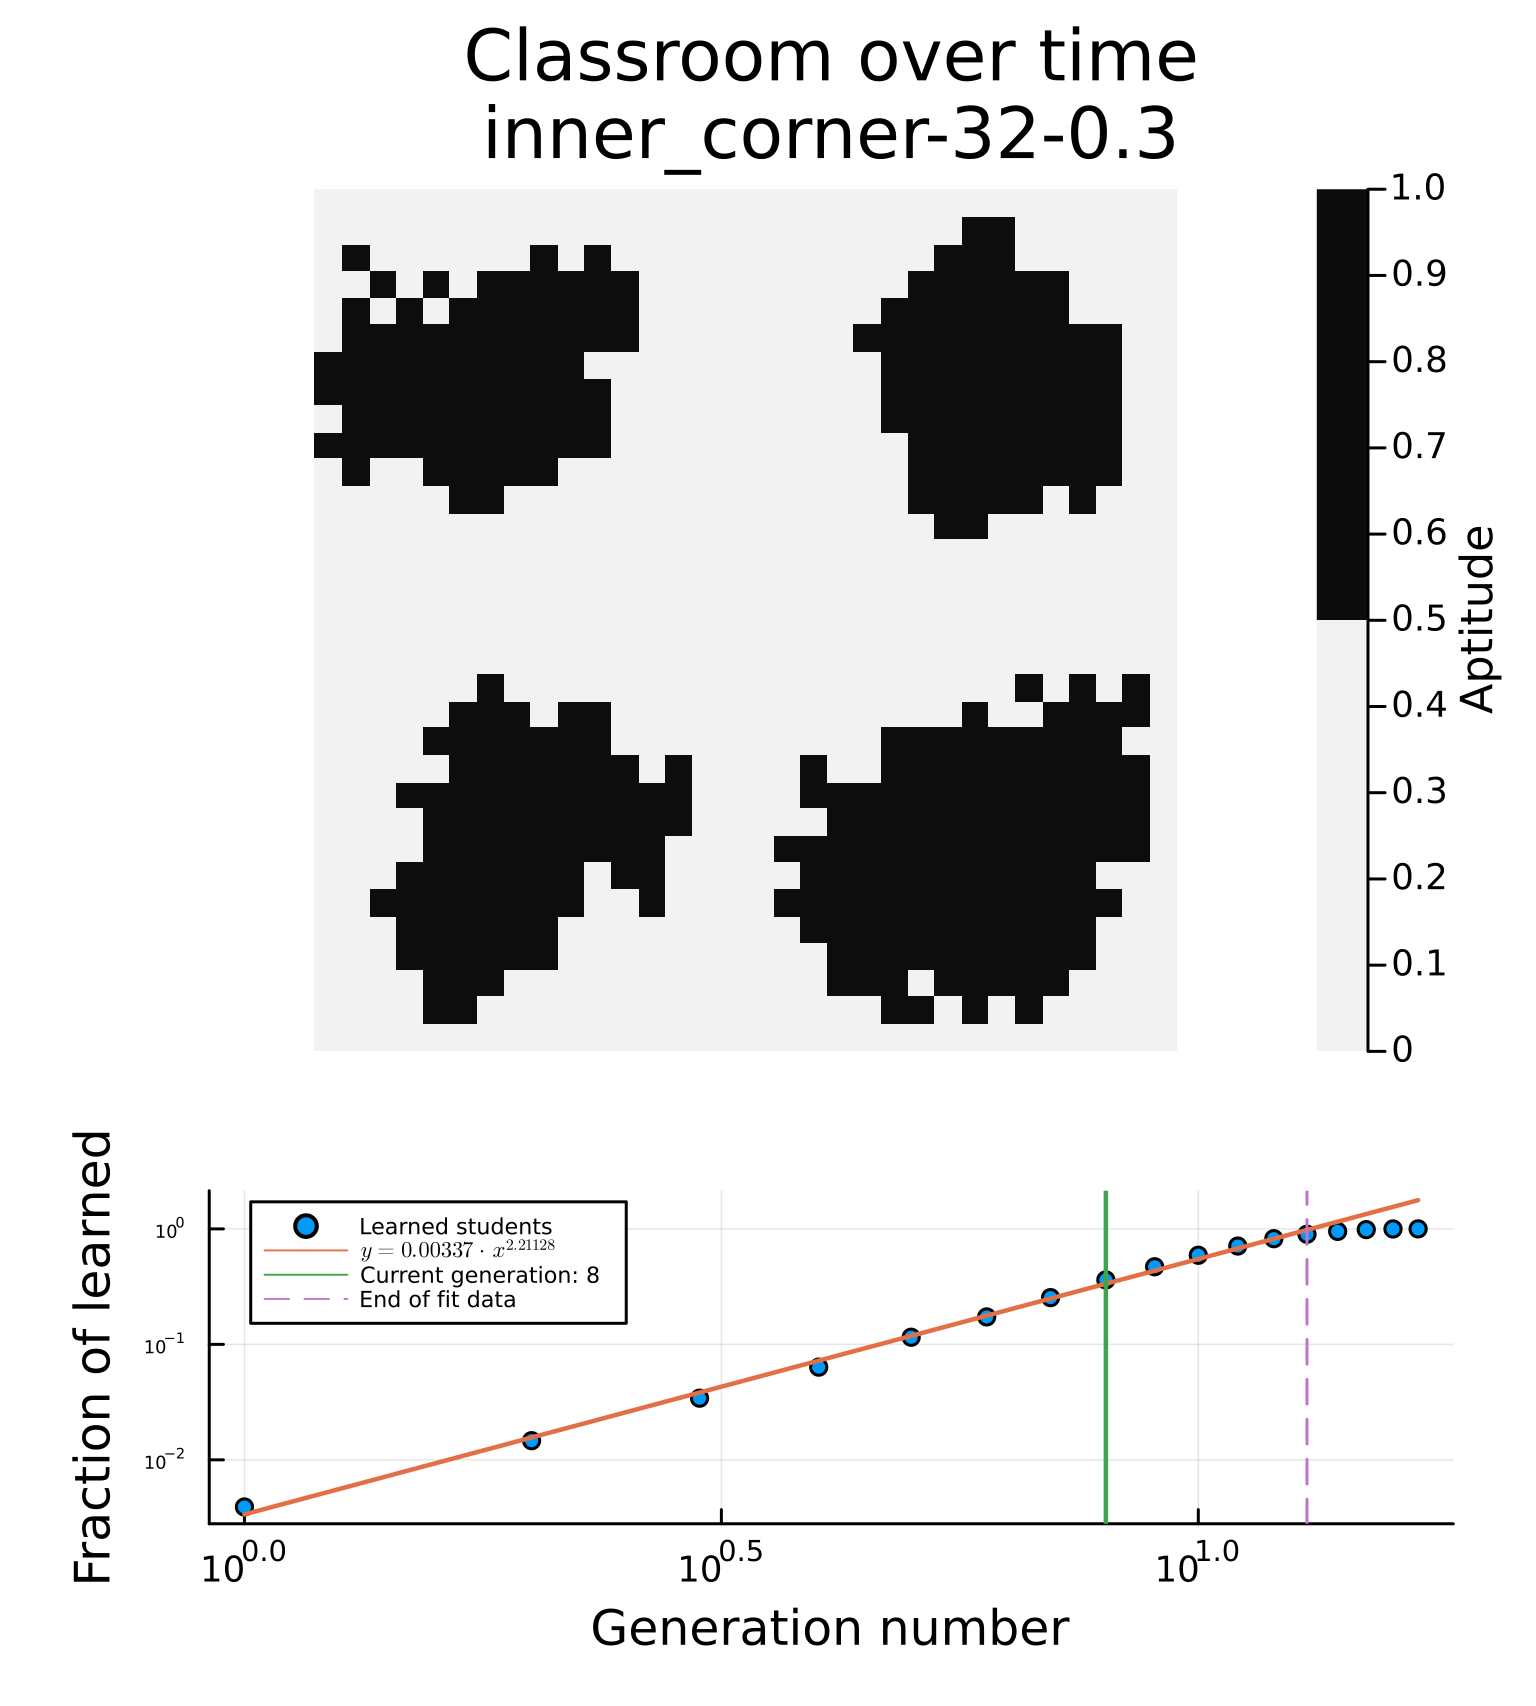 Classroom over time
inner_corner-32-0.3
1.0
0.9
0.8
0.7
0.6
0.5
0.4
0.3
0.2
0.1
0
Aptitude
Fraction of learned
10^0
10^-1
10^-2
Learned students
y = 0.00337 · x^2.21128
Current generation: 8
End of fit data
10^0.0
10^0.5
10^1.0
Generation number